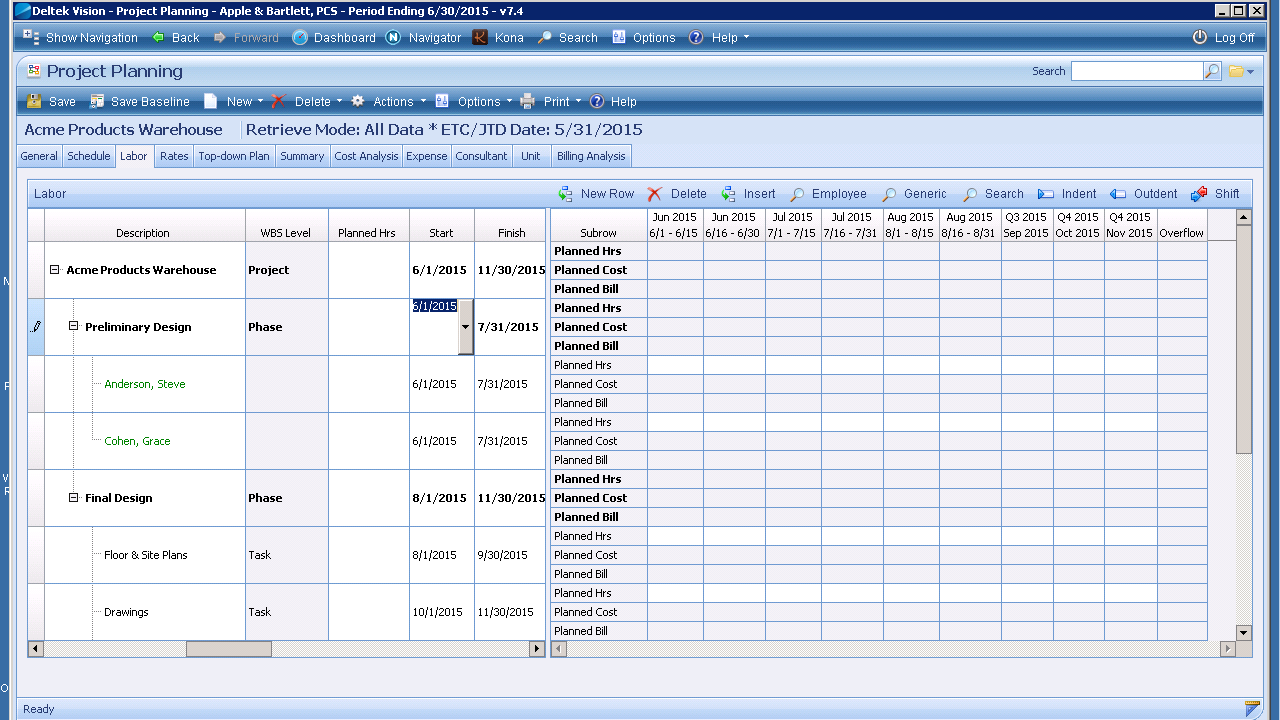 Deltek Vision - Project Planning - Apple & Bartlett, PCS - Period Ending 6/30/2015 - v7.4
Show Navigation Back Forward Dashboard Navigator Kona Search Options Help Log Off
Project Planning Search
Save Save Baseline New Delete Actions Options Print Help
Acme Products Warehouse Retrieve Mode: All Data * ETC/JTD Date: 5/31/2015
General Schedule Labor Rates Top-down Plan Summary Cost Analysis Expense Consultant Unit Billing Analysis
Labor New Row Delete Insert Employee Generic Search Indent Outdent Shift
Jun 2015 Jun 2015 Jul 2015 Jul 2015 Aug 2015 Aug 2015 Q3 2015 Q4 2015 Q4 2015
Description WBS Level Planned Hrs Start Finish Subrow 6/1 - 6/15 6/16 - 6/30 7/1 - 7/15 7/16 - 7/31 8/1 - 8/15 8/16 - 8/31 Sep 2015 Oct 2015 Nov 2015 Overflow
Planned Hrs
Acme Products Warehouse Project 6/1/2015 11/30/2015 Planned Cost
Planned Bill
6/1/2015 Planned Hrs
Preliminary Design Phase 7/31/2015 Planned Cost
Planned Bill
Planned Hrs
Anderson, Steve 6/1/2015 7/31/2015 Planned Cost
Planned Bill
Planned Hrs
Cohen, Grace 6/1/2015 7/31/2015 Planned Cost
Planned Bill
Planned Hrs
Final Design Phase 8/1/2015 11/30/2015 Planned Cost
Planned Bill
Planned Hrs
Floor & Site Plans Task 8/1/2015 9/30/2015 Planned Cost
Planned Bill
Planned Hrs
Drawings Task 10/1/2015 11/30/2015 Planned Cost
Planned Bill
Ready